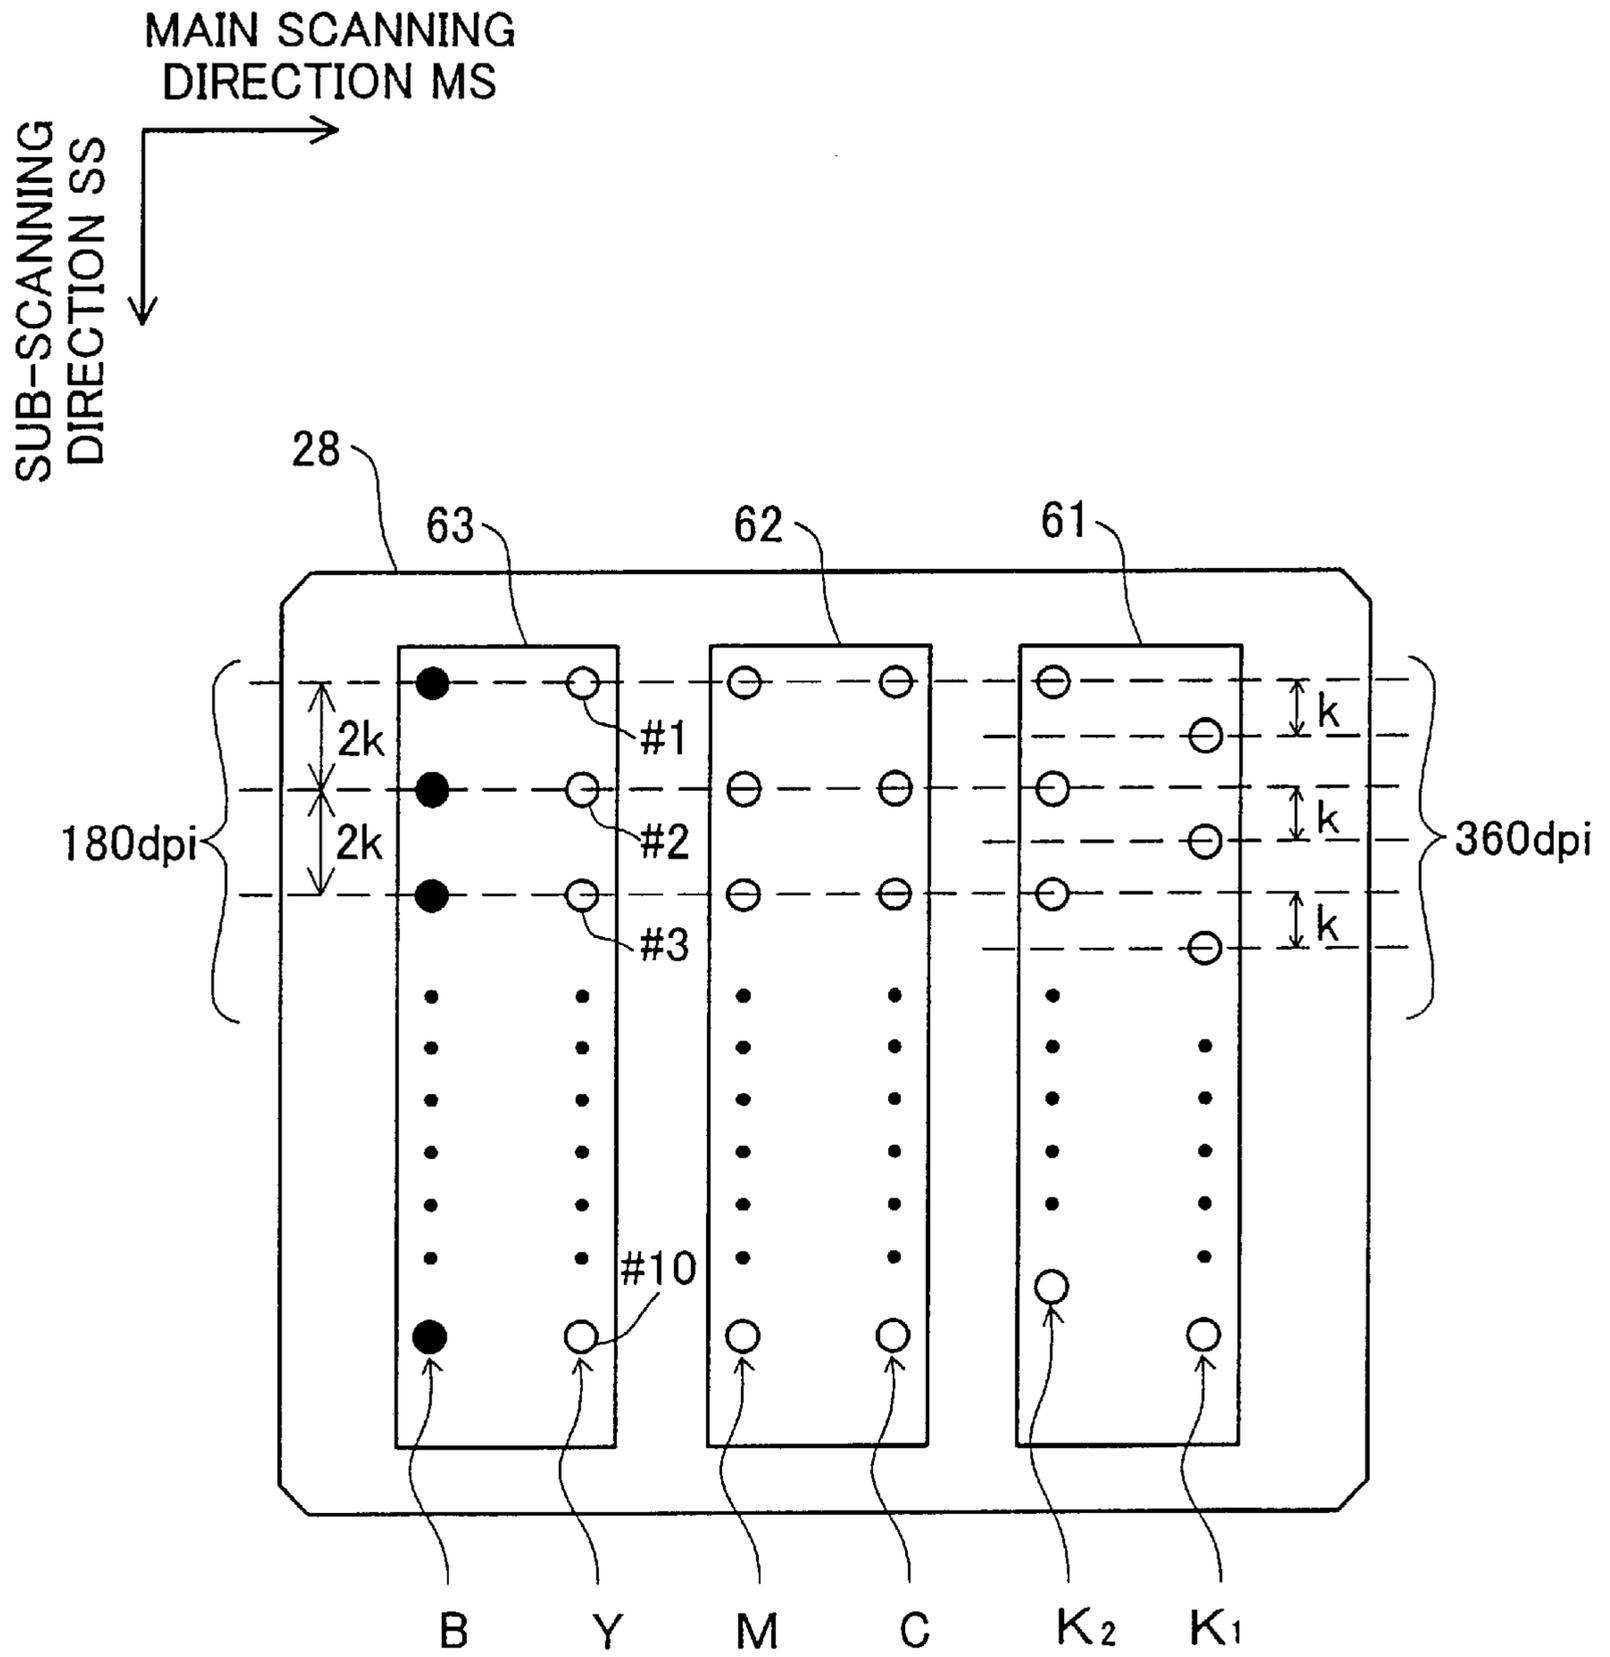 MAIN SCANNING
DIRECTION MS
SUB-SCANNING
DIRECTION SS
28
63
62
61
#1
#2
#3
2k
2k
k
k
k
180dpi
360dpi
#10
B
Y
M
C
K2
K1